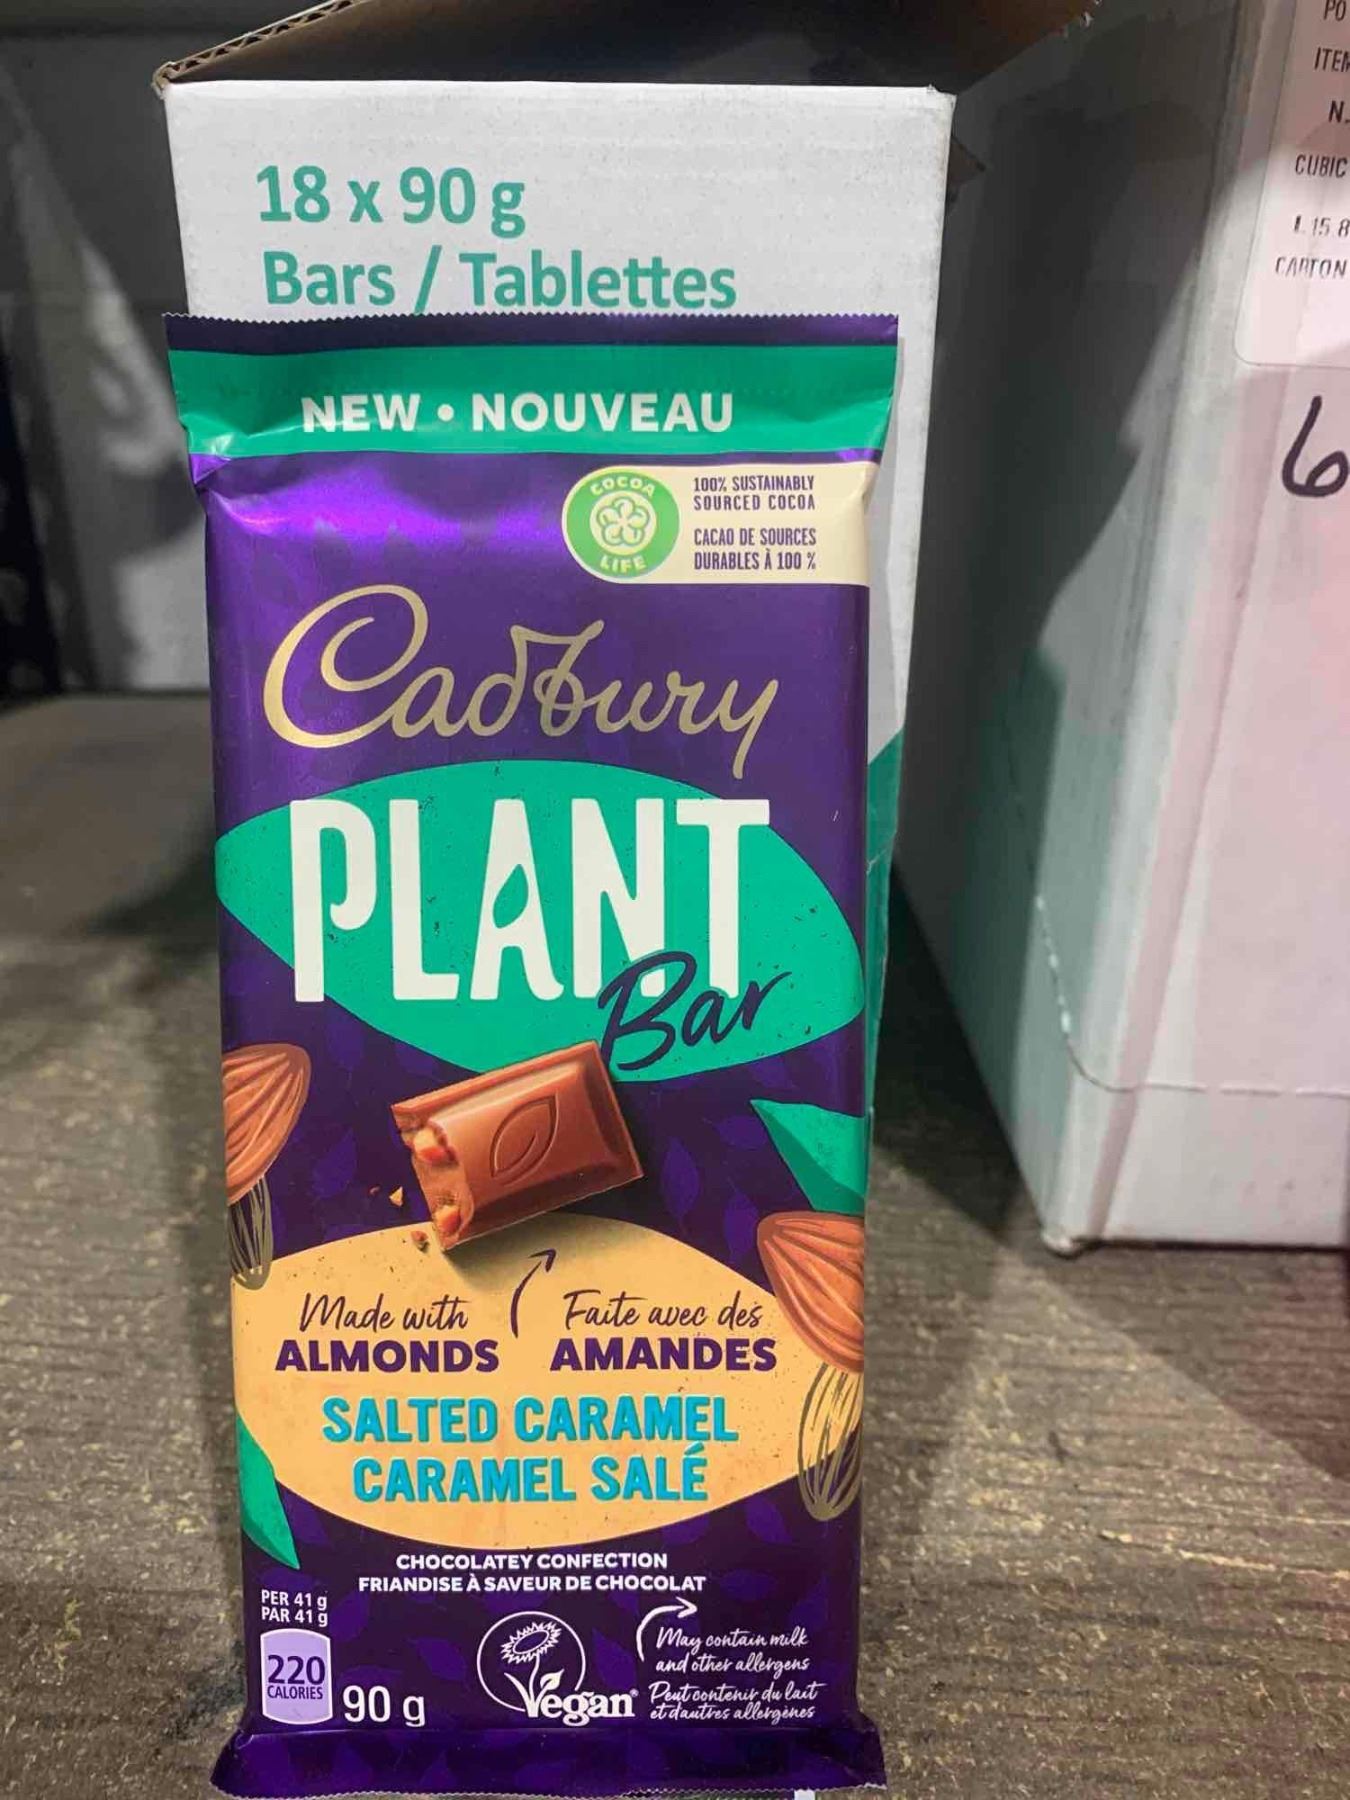 18 x 90 g
Bars / Tablettes
NEW • NOUVEAU
COCOA
LIFE
100% SUSTAINABLY
SOURCED COCOA
CACAO DE SOURCES
DURABLES À 100 %
Cadbury
PLANT
Bar
Made with
ALMONDS
Faite avec des
AMANDES
SALTED CARAMEL
CARAMEL SALÉ
CHOCOLATEY CONFECTION
FRIANDISE À SAVEUR DE CHOCOLAT
PER 41 g
PAR 41 g
220
CALORIES
90 g
Vegan
May contain milk
and other allergens
Peut contenir du lait
et d'autres allergènes
PO
N.
CUBIC
L 15 8
CARTON
6